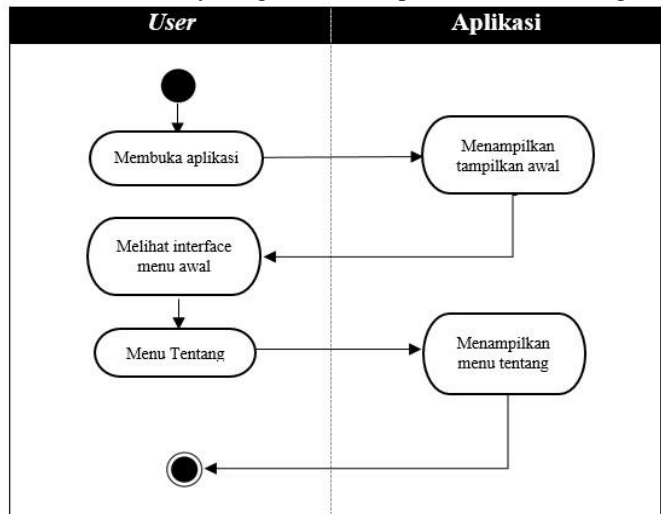 User
Aplikasi
Membuka aplikasi
Menampilkan
tampilkan awal
Melihat interface
menu awal
Menu Tentang
Menampilkan
menu tentang